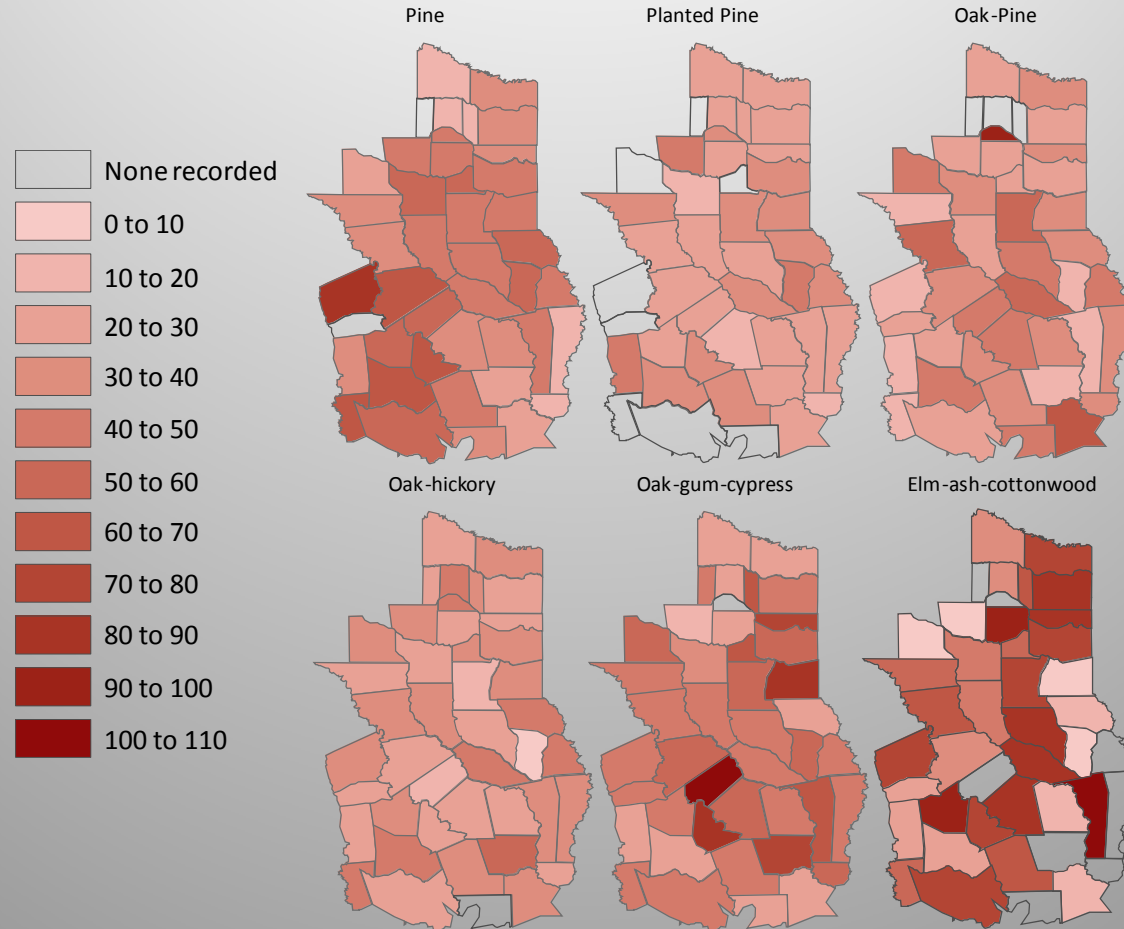 Pine
Planted Pine
Oak-Pine
None recorded
0 to 10
10 to 20
20 to 30
30 to 40
40 to 50
50 to 60
60 to 70
70 to 80
80 to 90
90 to 100
100 to 110
Oak-hickory
Oak-gum-cypress
Elm-ash-cottonwood